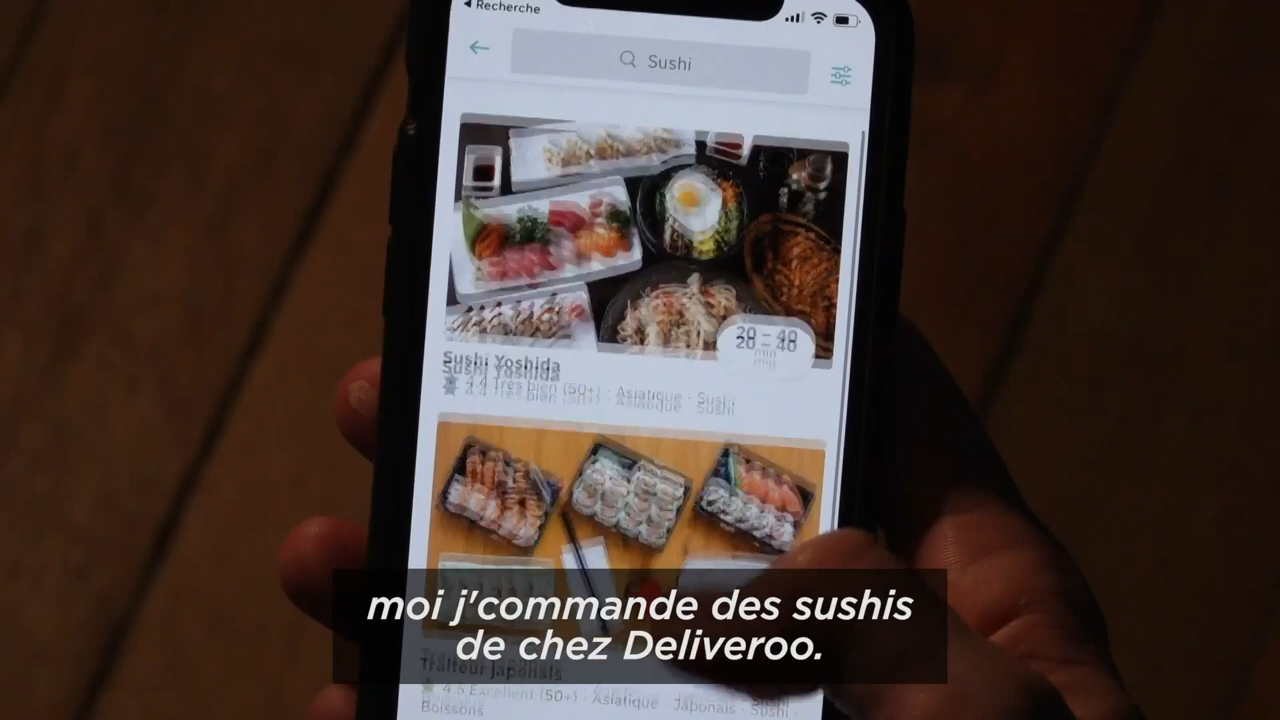 Recherche
Sushi
20 – 40
min
Sushi Yoshida
4.4 Très bien (50+) · Asiatique · Sushi
Traiteur japonais
4.5 Excellent (50+) · Asiatique · Japonais · Sushi ·
Boissons
moi j'commande des sushis
de chez Deliveroo.